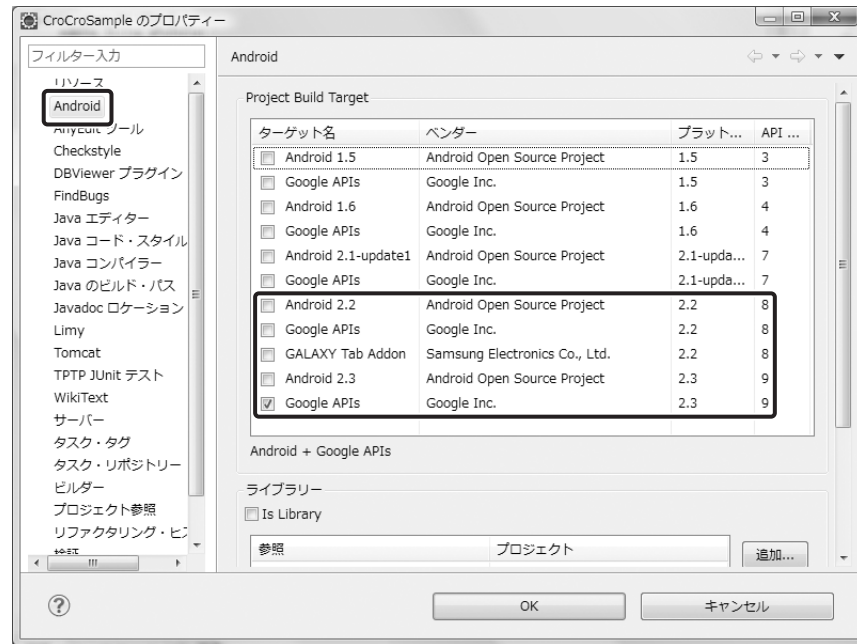 CroCroSample のプロパティー
フィルター入力
Android
リソース
Android
AnyEdit ツール
Checkstyle
DBViewer プラグイン
FindBugs
Java エディター
Java コード・スタイル
Java コンパイラー
Java のビルド・パス
Javadoc ロケーション
Limy
Tomcat
TPTP JUnit テスト
WikiText
サーバー
タスク・タグ
タスク・リポジトリー
ビルダー
プロジェクト参照
リファクタリング・ヒス
検証
Project Build Target
ターゲット名 ベンダー プラット... API ...
Android 1.5 Android Open Source Project 1.5 3
Google APIs Google Inc. 1.5 3
Android 1.6 Android Open Source Project 1.6 4
Google APIs Google Inc. 1.6 4
Android 2.1-update1 Android Open Source Project 2.1-upda... 7
Google APIs Google Inc. 2.1-upda... 7
Android 2.2 Android Open Source Project 2.2 8
Google APIs Google Inc. 2.2 8
GALAXY Tab Addon Samsung Electronics Co., Ltd. 2.2 8
Android 2.3 Android Open Source Project 2.3 9
Google APIs Google Inc. 2.3 9
Android + Google APIs
ライブラリー
Is Library
参照 プロジェクト
追加...
OK
キャンセル